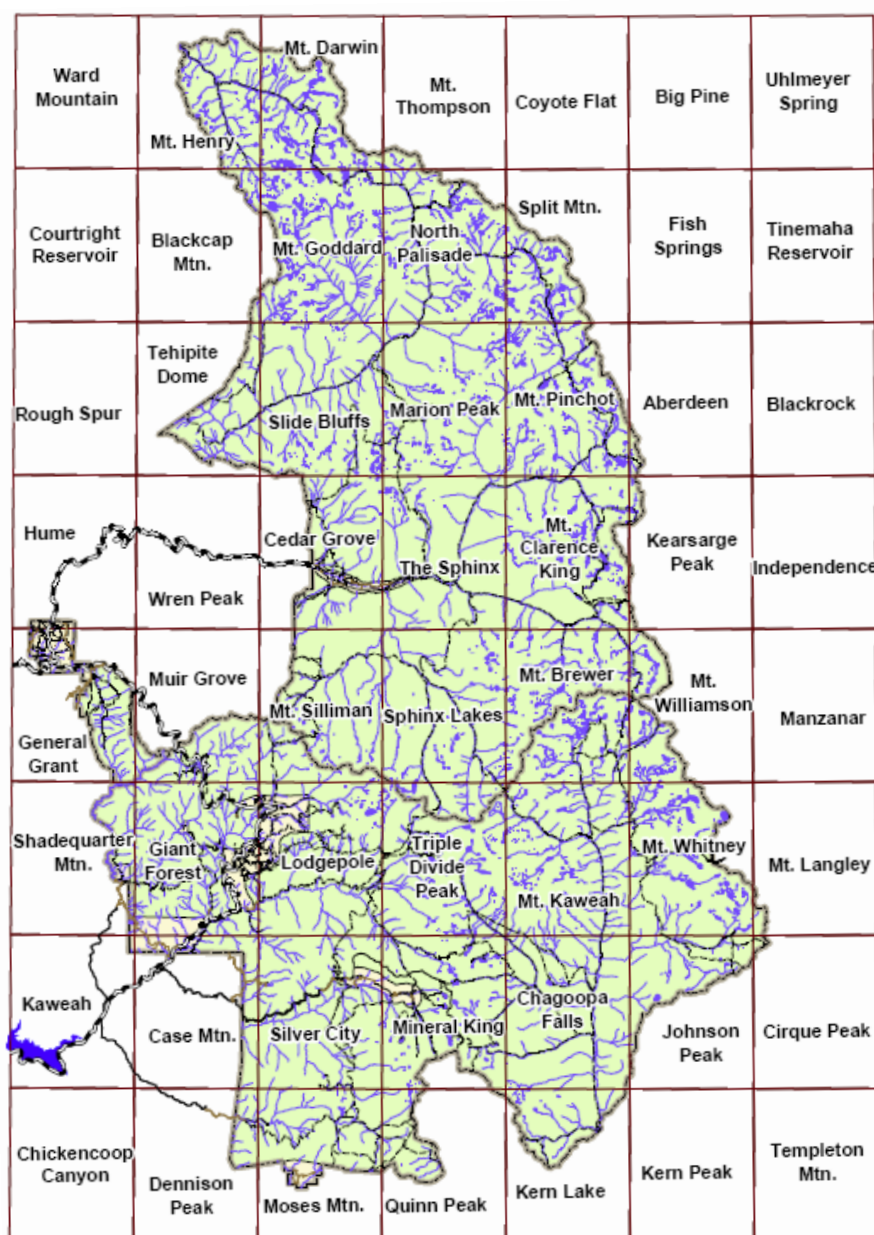 Ward
Mountain
Mt. Henry
Mt. Darwin
Mt.
Thompson
Coyote Flat
Big Pine
Uhlmeyer
Spring
Courtright
Reservoir
Blackcap
Mtn.
Mt. Goddard
North
Palisade
Split Mtn.
Fish
Springs
Tinemaha
Reservoir
Rough Spur
Tehipite
Dome
Slide Bluffs
Marion Peak
Mt. Pinchot
Aberdeen
Blackrock
Hume
Wren Peak
Cedar Grove
The Sphinx
Mt.
Clarence
King
Kearsarge
Peak
Independence
General
Grant
Muir Grove
Mt. Silliman
Sphinx Lakes
Mt. Brewer
Mt.
Williamson
Manzanar
Shadequarter
Mtn.
Giant
Forest
Lodgepole
Triple
Divide
Peak
Mt. Kaweah
Mt. Whitney
Mt. Langley
Kaweah
Case Mtn.
Silver City
Mineral King
Chagoopa
Falls
Johnson
Peak
Cirque Peak
Chickencoop
Canyon
Dennison
Peak
Moses Mtn.
Quinn Peak
Kern Lake
Kern Peak
Templeton
Mtn.